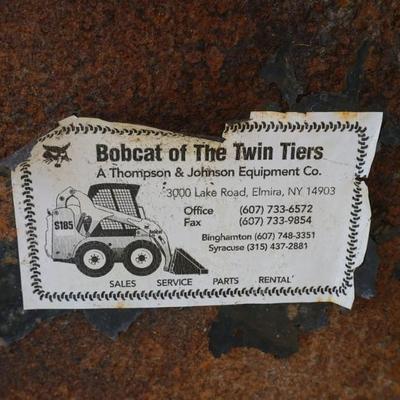 Bobcat of The Twin Tiers
A Thompson & Johnson Equipment Co.
3000 Lake Road, Elmira, NY 14903
Office (607) 733-6572
Fax (607) 733-9854
Binghamton (607) 748-3351
Syracuse (315) 437-2881
S185
SALES SERVICE PARTS RENTAL